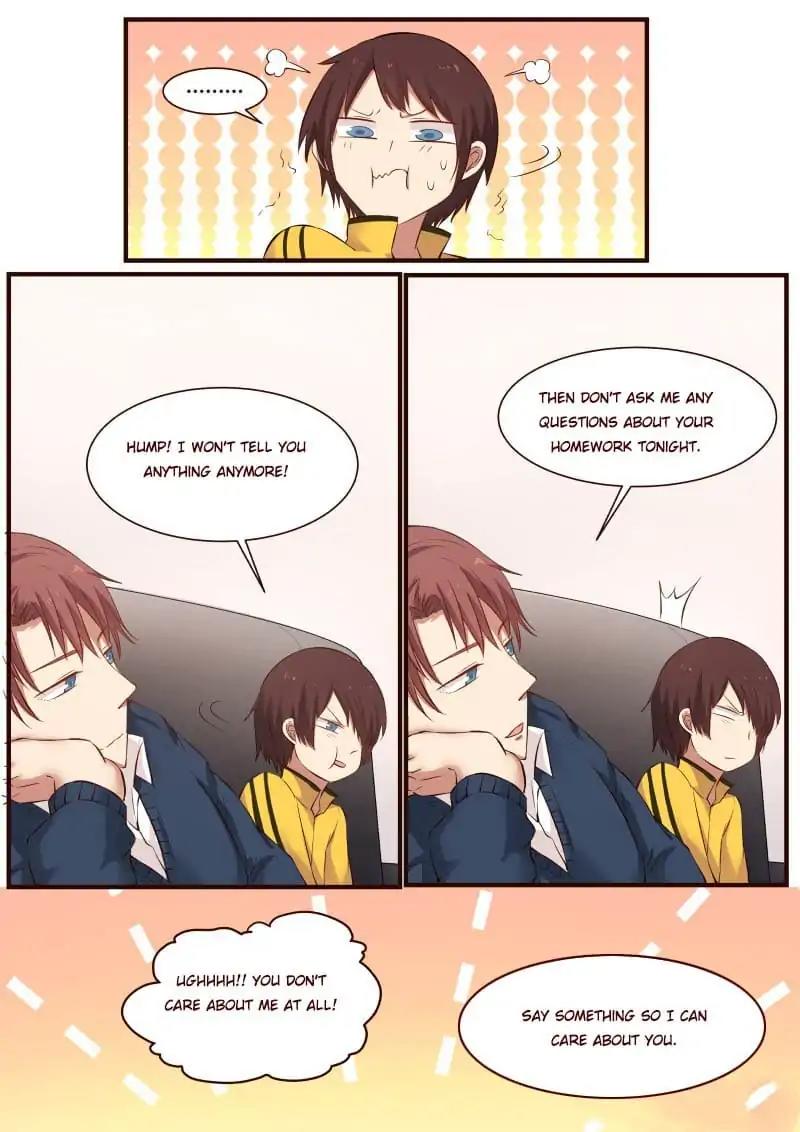 .........
HUMP! I WON'T TELL YOU
ANYTHING ANYMORE!
THEN DON'T ASK ME ANY
QUESTIONS ABOUT YOUR
HOMEWORK TONIGHT.
UGHHHH!! YOU DON'T
CARE ABOUT ME AT ALL!
SAY SOMETHING SO I CAN
CARE ABOUT YOU.